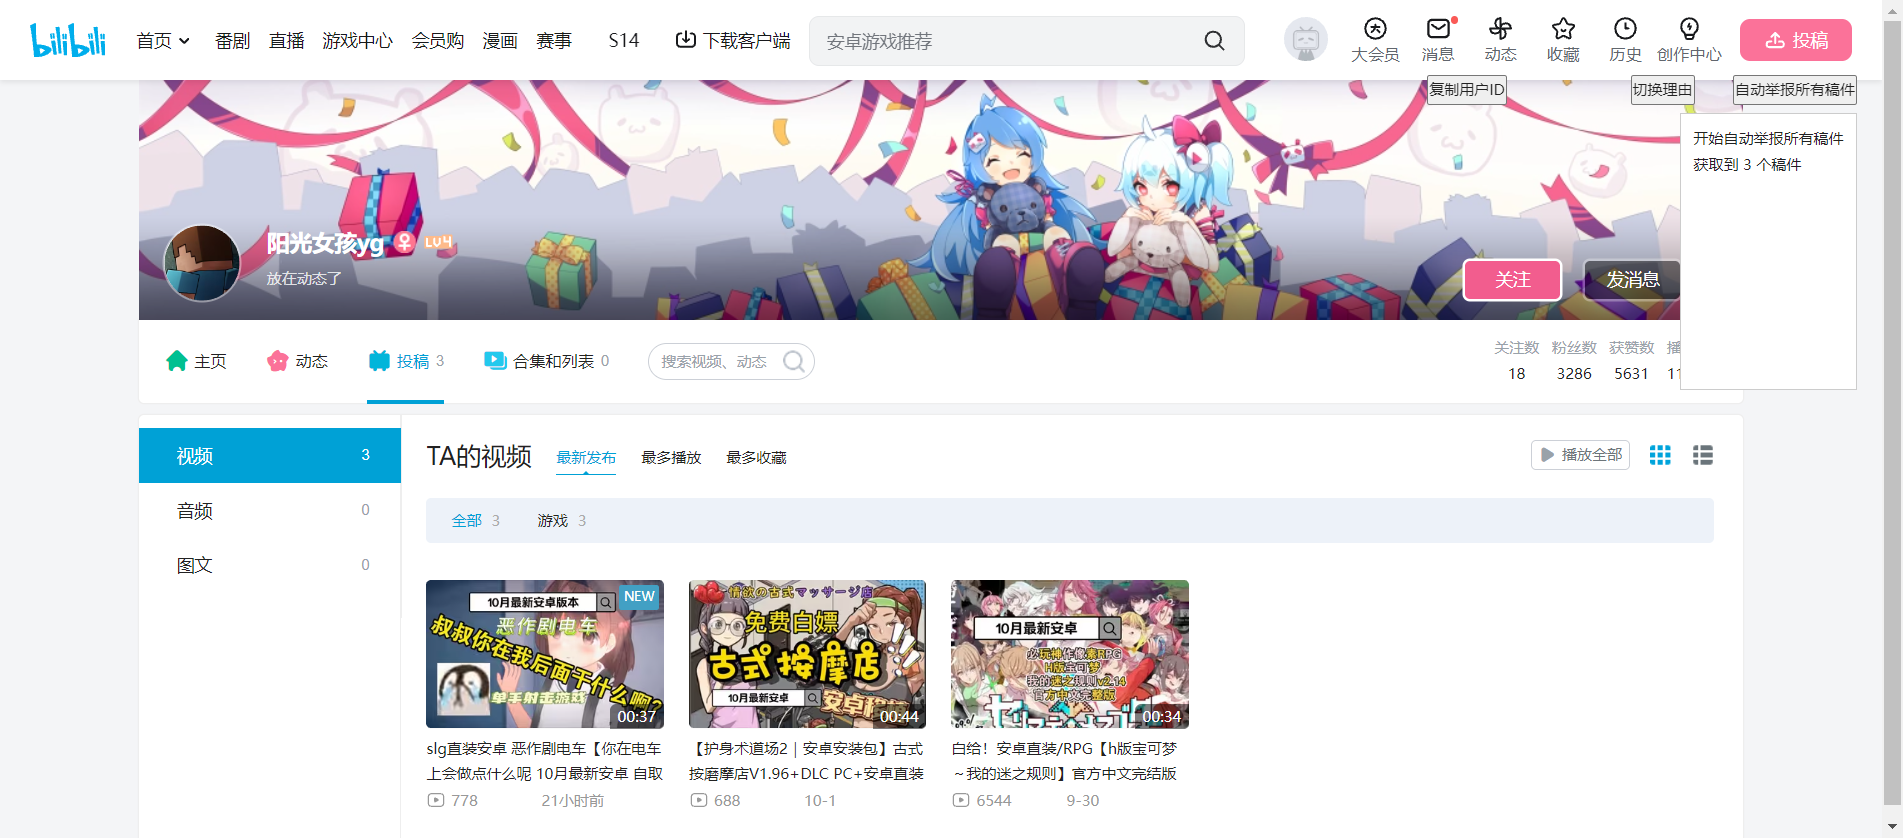 bilibili 首页 番剧 直播 游戏中心 会员购 漫画 赛事 S14 下载客户端 安卓游戏推荐 大会员 消息 动态 收藏 历史 创作中心 投稿
复制用户ID 切换理由 自动举报所有稿件
开始自动举报所有稿件
获取到 3 个稿件
阳光女孩yg LV4
放在动态了
关注 发消息
主页 动态 投稿 3 合集和列表 0 搜索视频、动态
关注数 粉丝数 获赞数 播
18 3286 5631 11
视频 3
音频 0
图文 0
TA的视频 最新发布 最多播放 最多收藏 播放全部
全部 3 游戏 3
10月最新安卓版本 NEW
恶作剧电车
叔叔你在我后面干什么啊?
单手射击游戏
00:37
情欲の古式マッサージ店
免费白嫖
古式按摩店
10月最新安卓
00:44
10月最新安卓
必玩神作像素RPG
H版宝可梦
我的迷之规则v2.14
官方中文完整版
00:34
slg直装安卓 恶作剧电车【你在电车
上会做点什么呢 10月最新安卓 自取
778 21小时前
【护身术道场2｜安卓安装包】古式
按磨摩店V1.96+DLC PC+安卓直装
688 10-1
白给！安卓直装/RPG【h版宝可梦
～我的迷之规则】官方中文完结版
6544 9-30